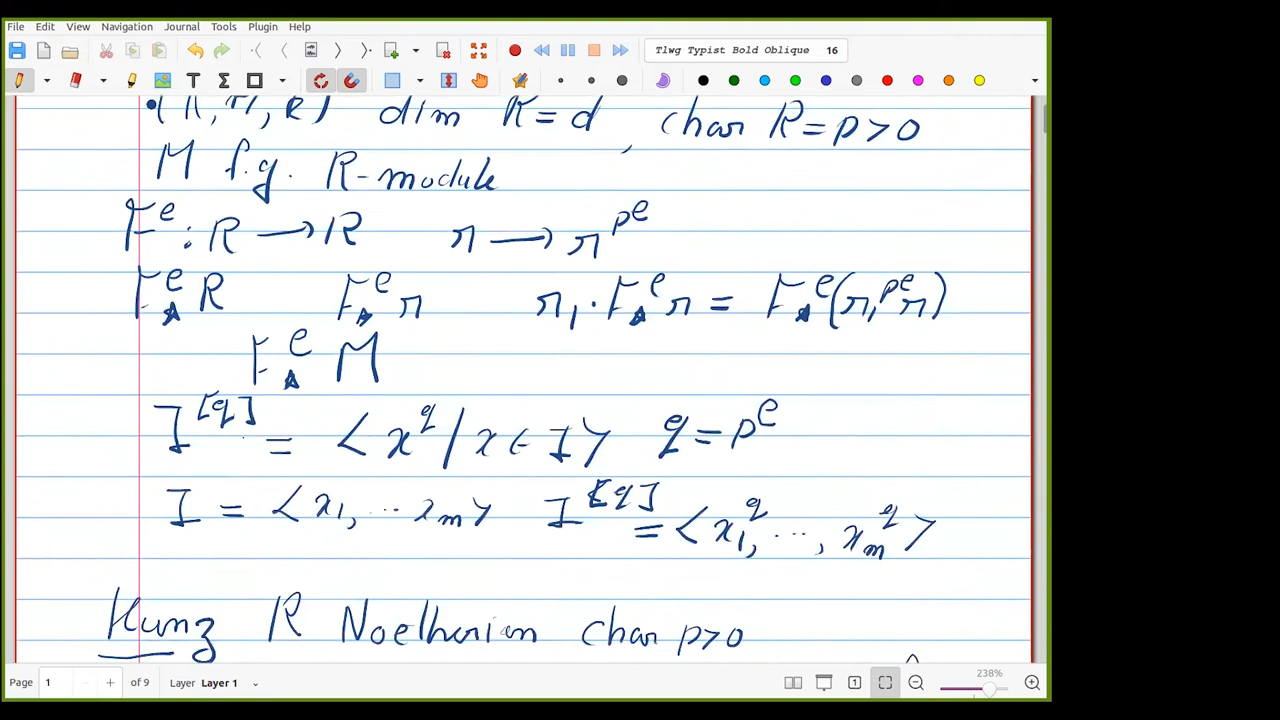 File Edit View Navigation Journal Tools Plugin Help
Tlwg Typist Bold Oblique 16
(R, m, k) dim R = d, char R = p > 0
M f.g. R-module
F^e : R → R r → r^{p^e}
F_*^e R F_*^e r r_1 · F_*^e r = F_*^e (r_1^{p^e} r)
F_*^e M
I^{[q]} = < x^q / x ∈ I > q = p^e
I = < x_1, ... x_m > I^{[q]} = < x_1^q, ..., x_m^q >
Kunz R Noetherian char p > 0
Page 1 of 9 Layer Layer 1 238%